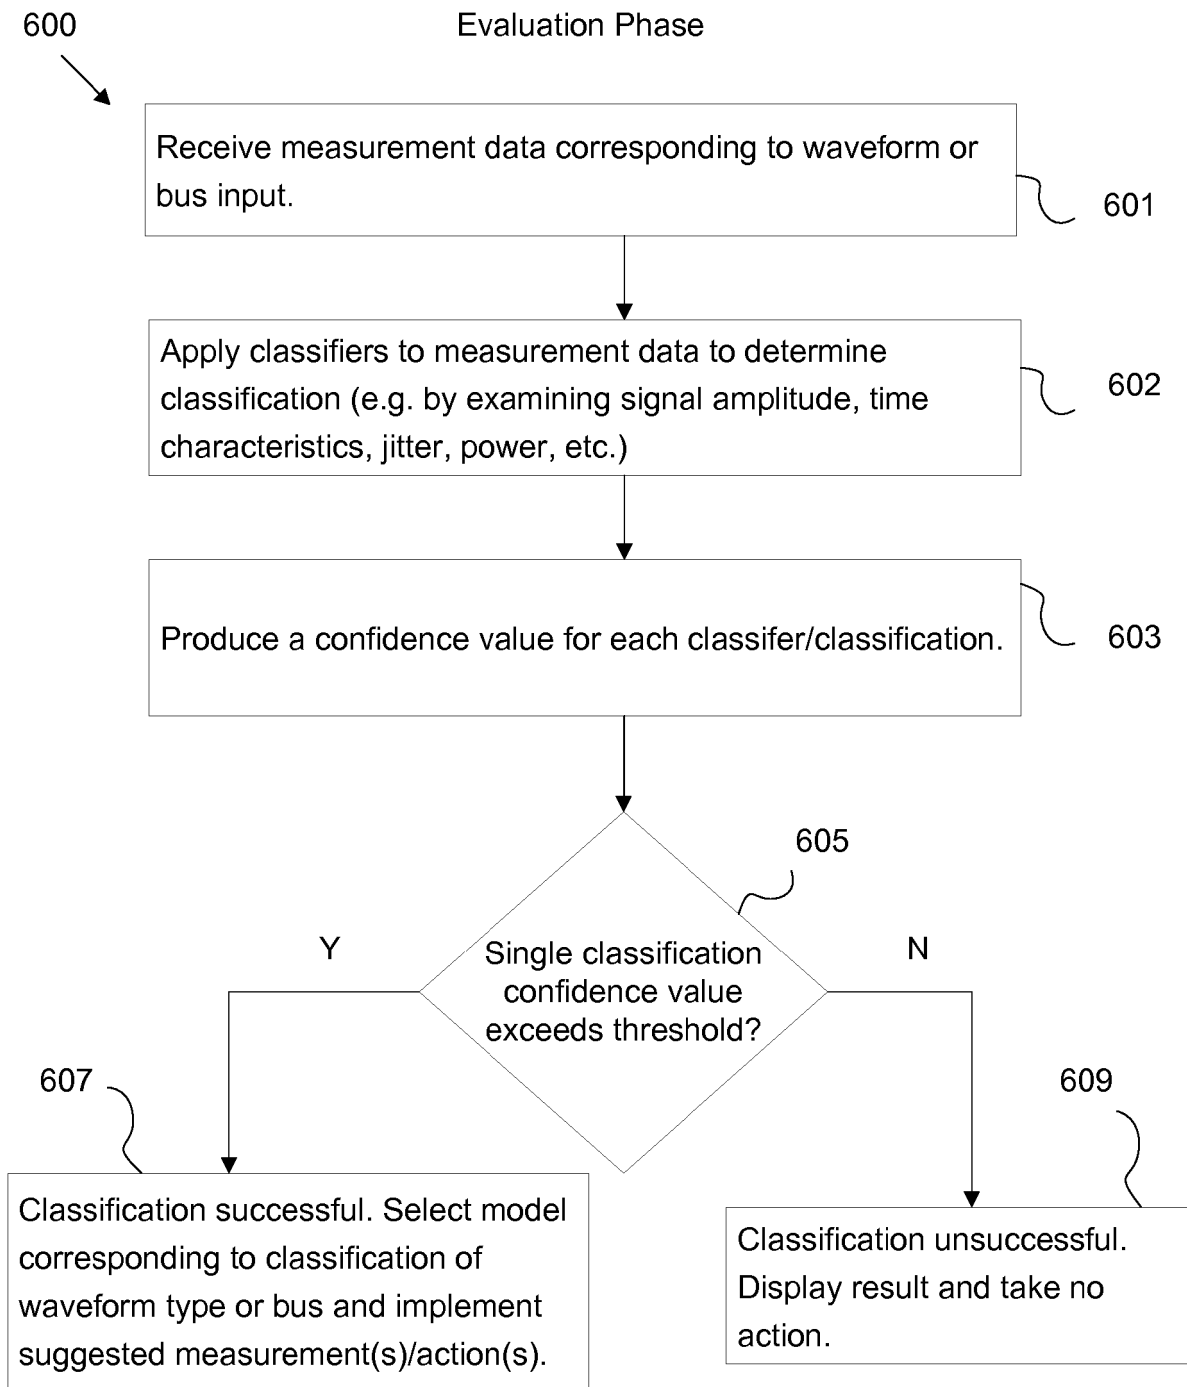 600
Evaluation Phase
Receive measurement data corresponding to waveform or
bus input.
601
Apply classifiers to measurement data to determine
classification (e.g. by examining signal amplitude, time
characteristics, jitter, power, etc.)
602
Produce a confidence value for each classifer/classification.
603
605
Single classification
confidence value
exceeds threshold?
Y
N
607
Classification successful. Select model
corresponding to classification of
waveform type or bus and implement
suggested measurement(s)/action(s).
609
Classification unsuccessful.
Display result and take no
action.